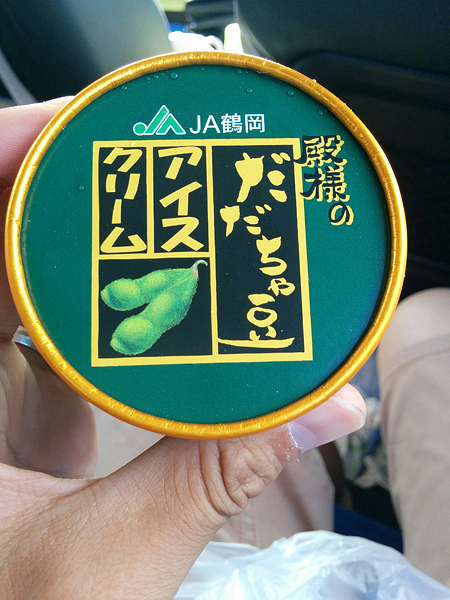 JA鶴岡
殿様の
だだちゃ豆
アイス
クリーム